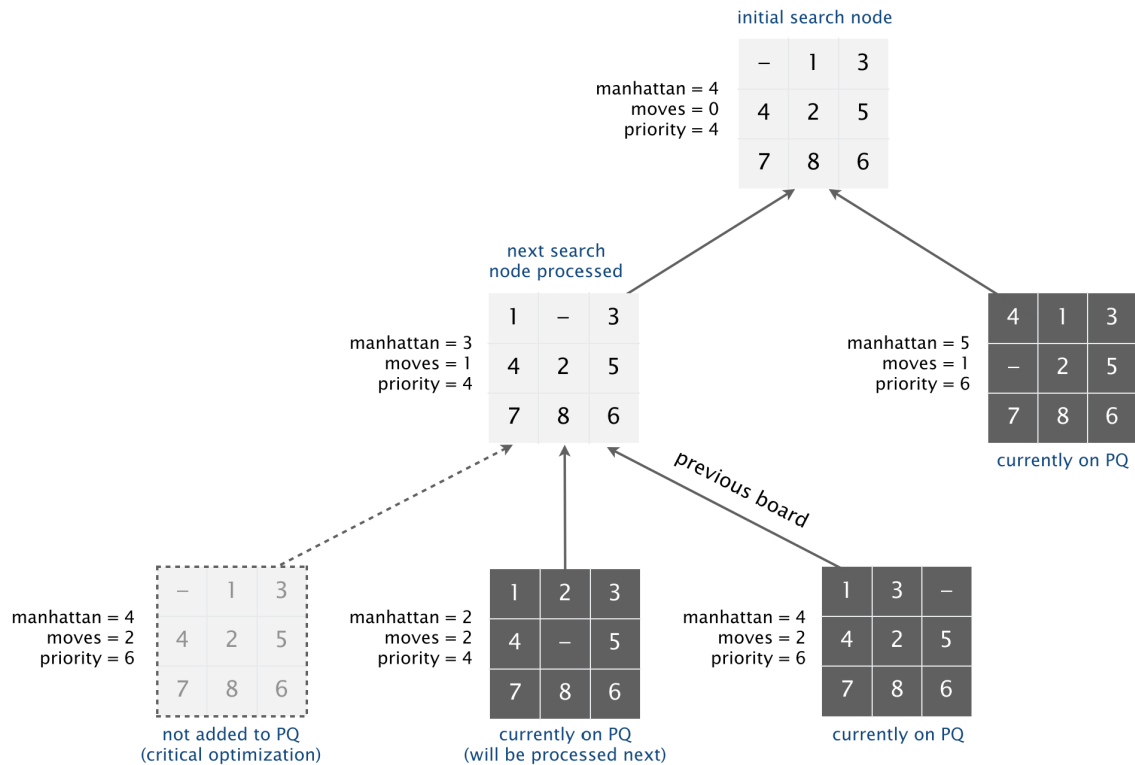 initial search node
– 1 3
manhattan = 4
moves = 0
priority = 4
4 2 5
7 8 6
next search
node processed
1 – 3
manhattan = 3
moves = 1
priority = 4
4 2 5
7 8 6
4 1 3
manhattan = 5
moves = 1
priority = 6
– 2 5
7 8 6
currently on PQ
previous board
– 1 3
manhattan = 4
moves = 2
priority = 6
4 2 5
7 8 6
not added to PQ
(critical optimization)
1 2 3
manhattan = 2
moves = 2
priority = 4
4 – 5
7 8 6
currently on PQ
(will be processed next)
1 3 –
manhattan = 4
moves = 2
priority = 6
4 2 5
7 8 6
currently on PQ